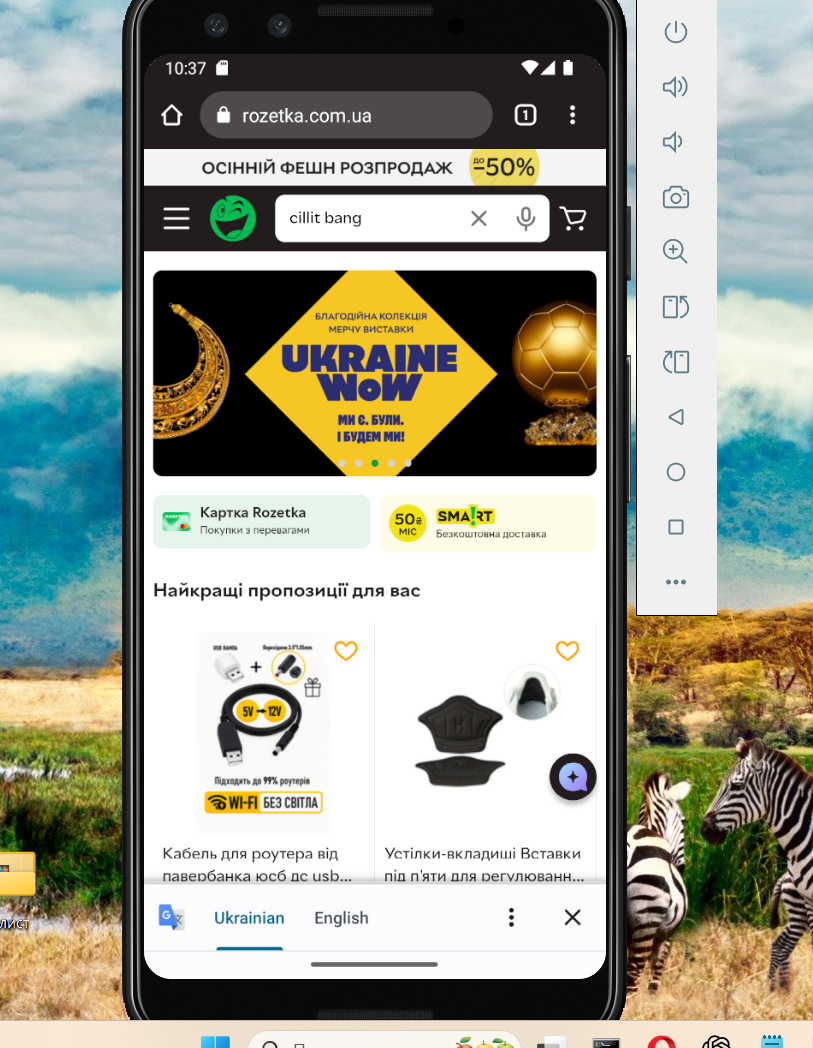 10:37
rozetka.com.ua
1
ОСІННІЙ ФЕШН РОЗПРОДАЖ ДО -50%
cillit bang
БЛАГОДІЙНА КОЛЕКЦІЯ
МЕРЧУ ВИСТАВКИ
UKRAINE
WoW
МИ Є. БУЛИ.
І БУДЕМ МИ!
Картка Rozetka
Покупки з перевагами
50₴
МІС
SMART
Безкоштовна доставка
Найкращі пропозиції для вас
USB ПАМПА
Перехідник 3.5*1.35mm
5V
12V
Підходить до 99% роутерів
WI-FI БЕЗ СВІТЛА
Кабель для роутера від
павербанка юсб дс usb...
Устілки-вкладиші Вставки
під п'яти для регулюванн...
G
Ukrainian
English
лист